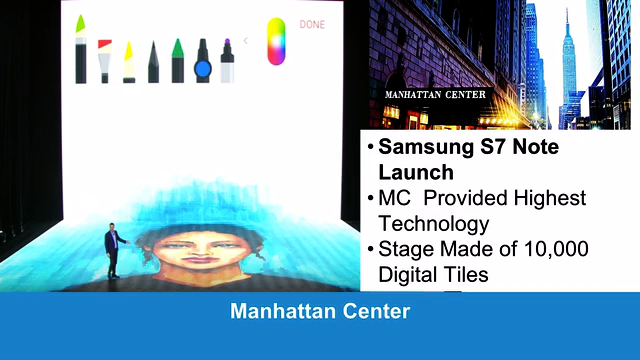 DONE
MANHATTAN CENTER
• Samsung S7 Note
Launch
• MC Provided Highest
Technology
• Stage Made of 10,000
Digital Tiles
Manhattan Center